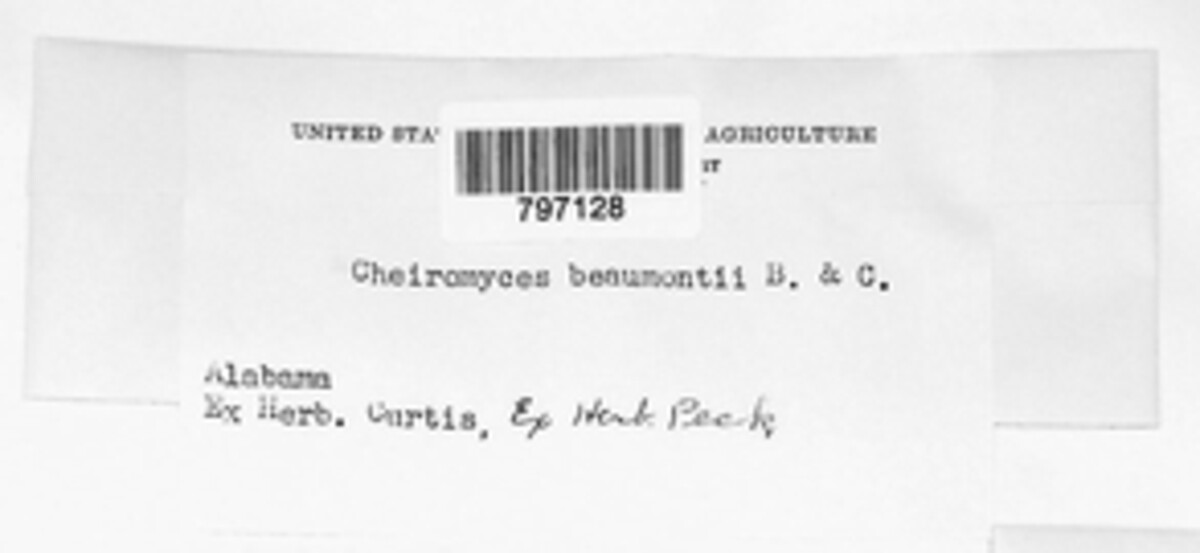 UNITED STA AGRICULTURE
797128
Cheiromyces beaumontii B. & C.
Alabama
Ex Herb. Curtis, Ex Herb. Peck